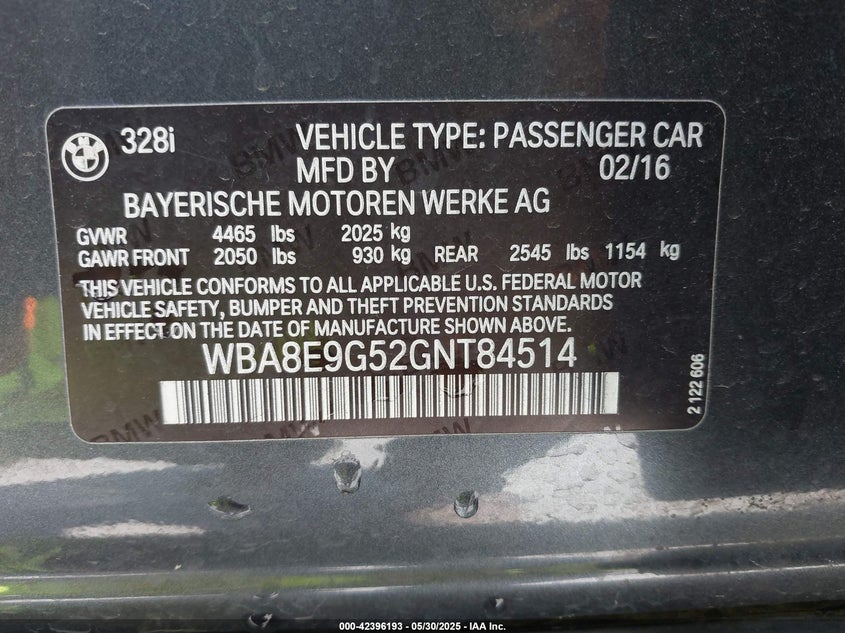 328i VEHICLE TYPE: PASSENGER CAR
MFD BY 02/16
BAYERISCHE MOTOREN WERKE AG
GVWR 4465 lbs 2025 kg
GAWR FRONT 2050 lbs 930 kg REAR 2545 lbs 1154 kg
THIS VEHICLE CONFORMS TO ALL APPLICABLE U.S. FEDERAL MOTOR
VEHICLE SAFETY, BUMPER AND THEFT PREVENTION STANDARDS
IN EFFECT ON THE DATE OF MANUFACTURE SHOWN ABOVE.
WBA8E9G52GNT84514
2 122 606
000-42396193 - 05/30/2025 - IAA Inc.